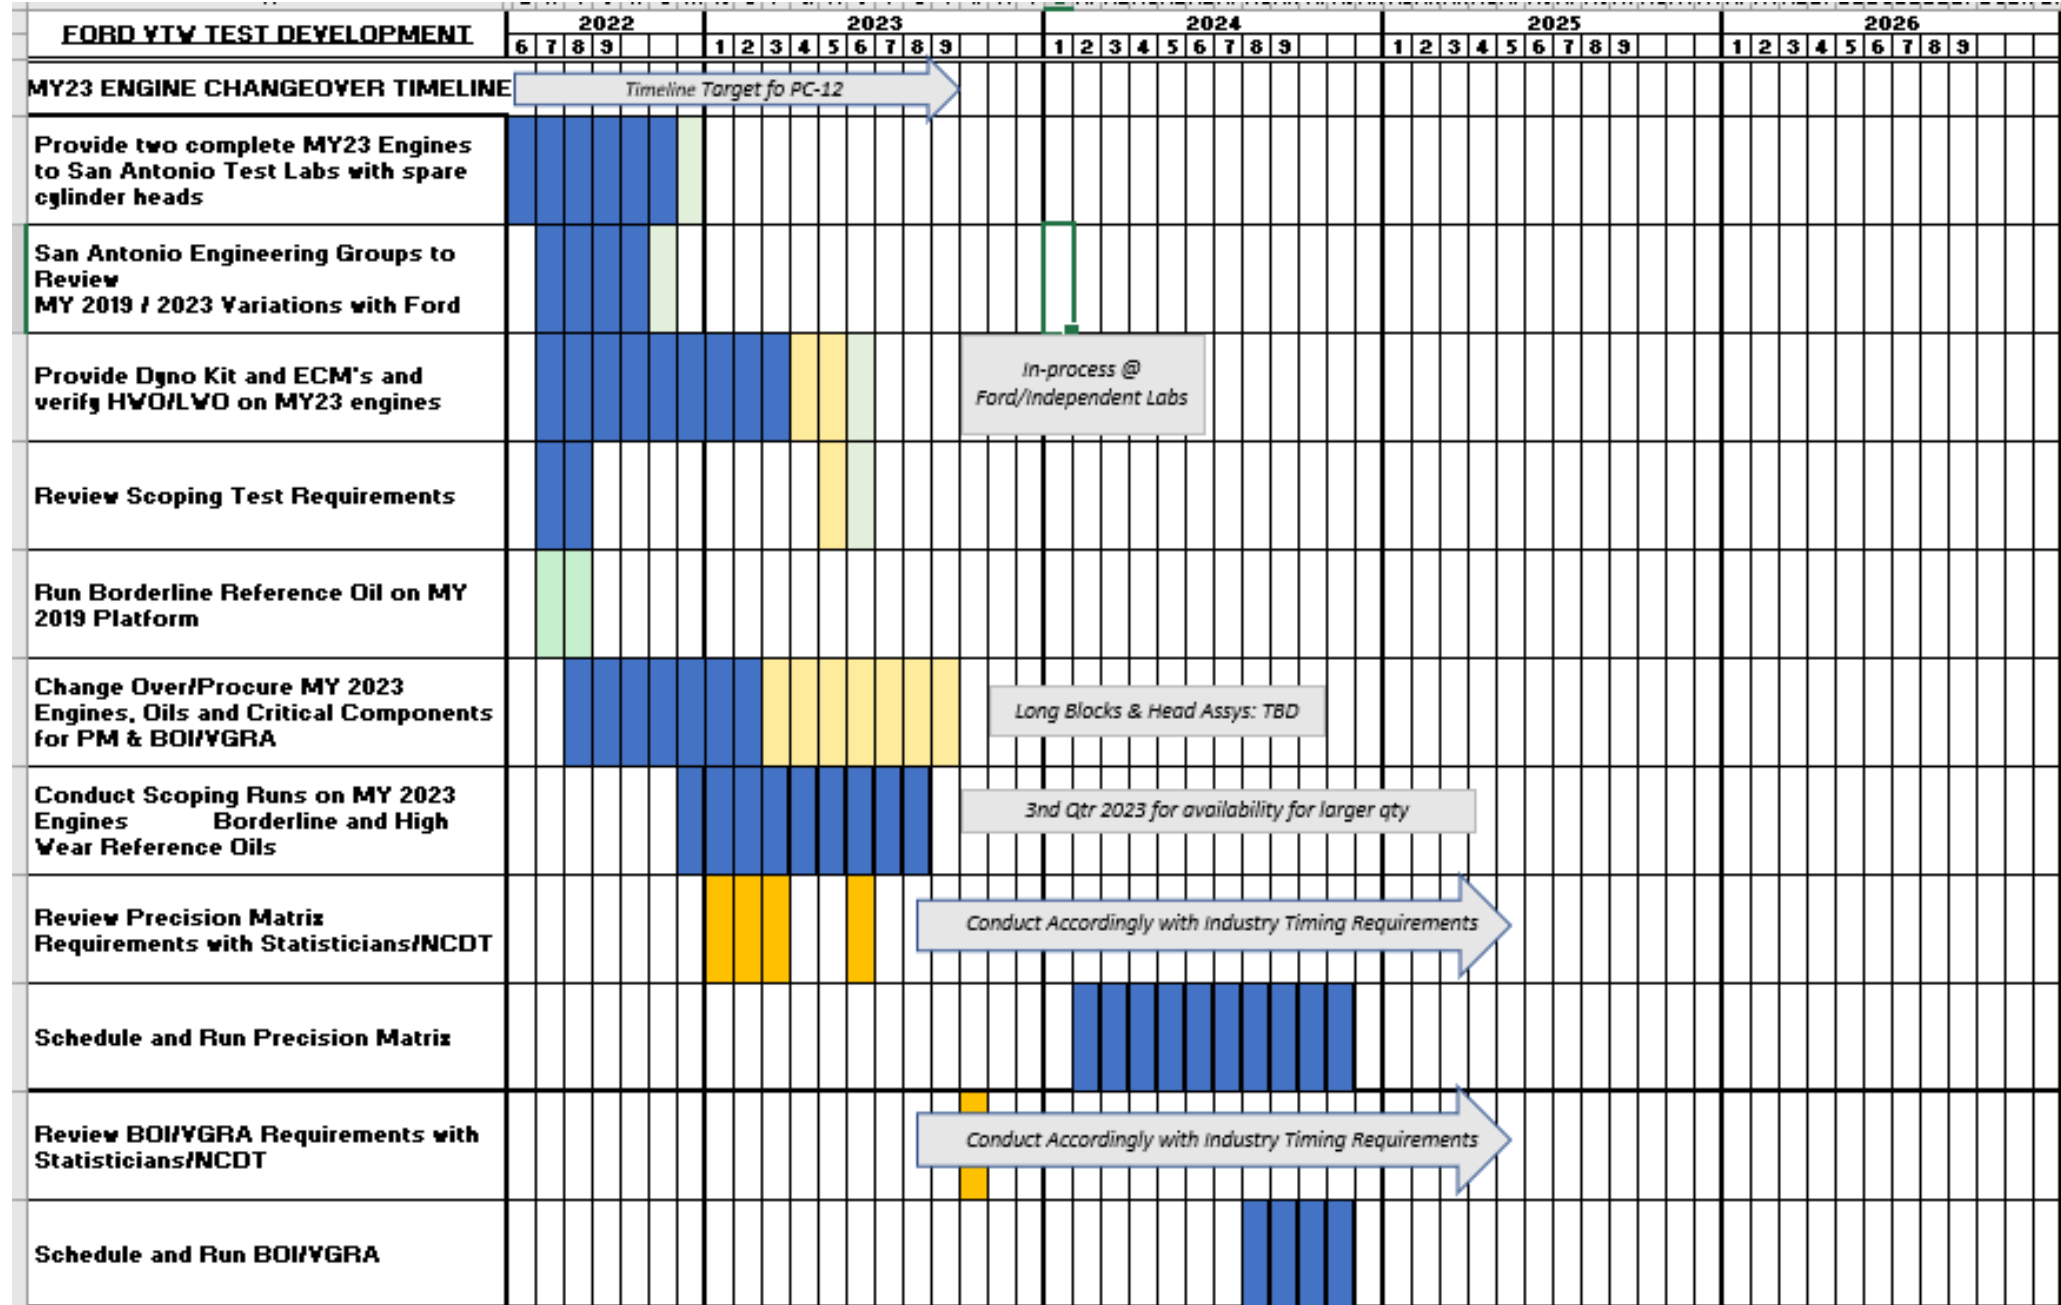 FORD VTW TEST DEVELOPMENT
2022 2023 2024 2025 2026
6 7 8 9 1 2 3 4 5 6 7 8 9 1 2 3 4 5 6 7 8 9 1 2 3 4 5 6 7 8 9 1 2 3 4 5 6 7 8 9
MY23 ENGINE CHANGEOVER TIMELINE
Timeline Target fo PC-12
Provide two complete MY23 Engines
to San Antonio Test Labs with spare
cylinder heads
San Antonio Engineering Groups to
Review
MY 2019 / 2023 Variations with Ford
Provide Dyno Kit and ECM's and
verify HWO/LWO on MY23 engines
In-process @
Ford/Independent Labs
Review Scoping Test Requirements
Run Borderline Reference Oil on MY
2019 Platform
Change Over/Procure MY 2023
Engines, Oils and Critical Components
for PM & BOI/VGRA
Long Blocks & Head Assys: TBD
Conduct Scoping Runs on MY 2023
Engines Borderline and High
Wear Reference Oils
3nd Qtr 2023 for availability for larger qty
Review Precision Matrix
Requirements with Statisticians/NCDT
Conduct Accordingly with Industry Timing Requirements
Schedule and Run Precision Matrix
Review BOI/VGRA Requirements with
Statisticians/NCDT
Conduct Accordingly with Industry Timing Requirements
Schedule and Run BOI/VGRA